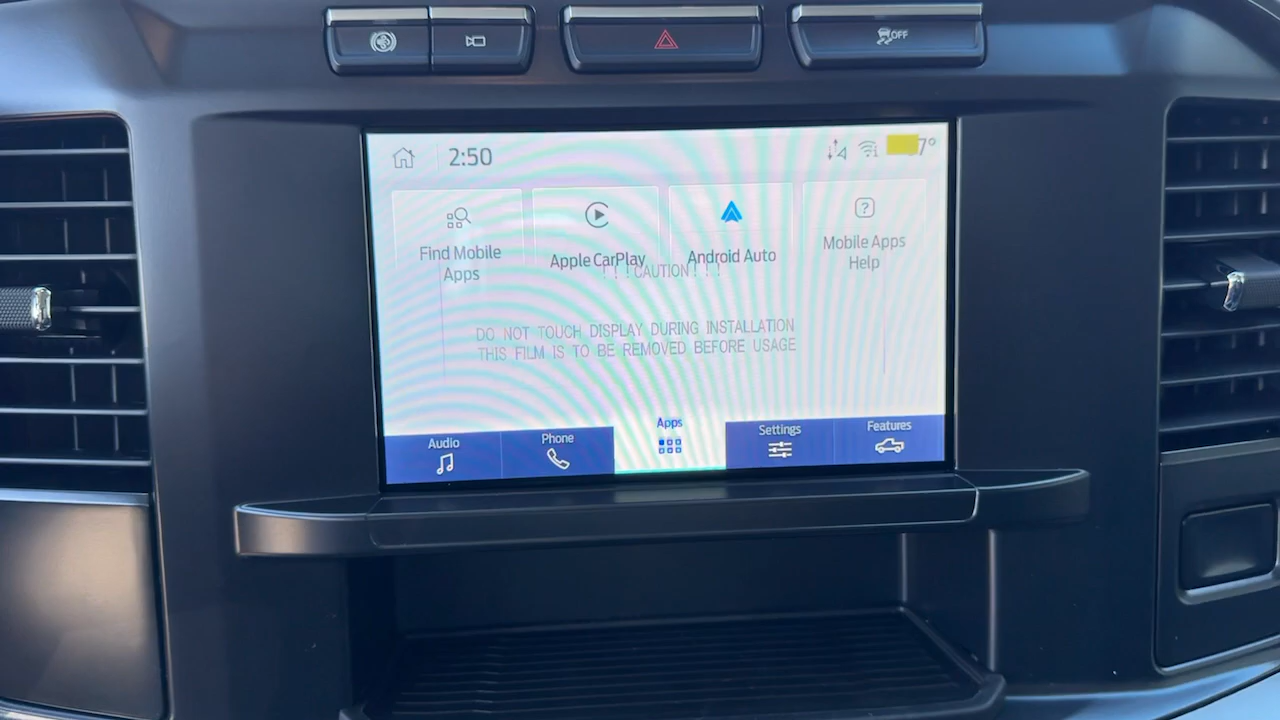 OFF
2:50
7°
Find Mobile
Apps
Apple CarPlay
Android Auto
Mobile Apps
Help
! ! ! CAUTION ! ! !
DO NOT TOUCH DISPLAY DURING INSTALLATION
THIS FILM IS TO BE REMOVED BEFORE USAGE
Audio
Phone
Apps
Settings
Features